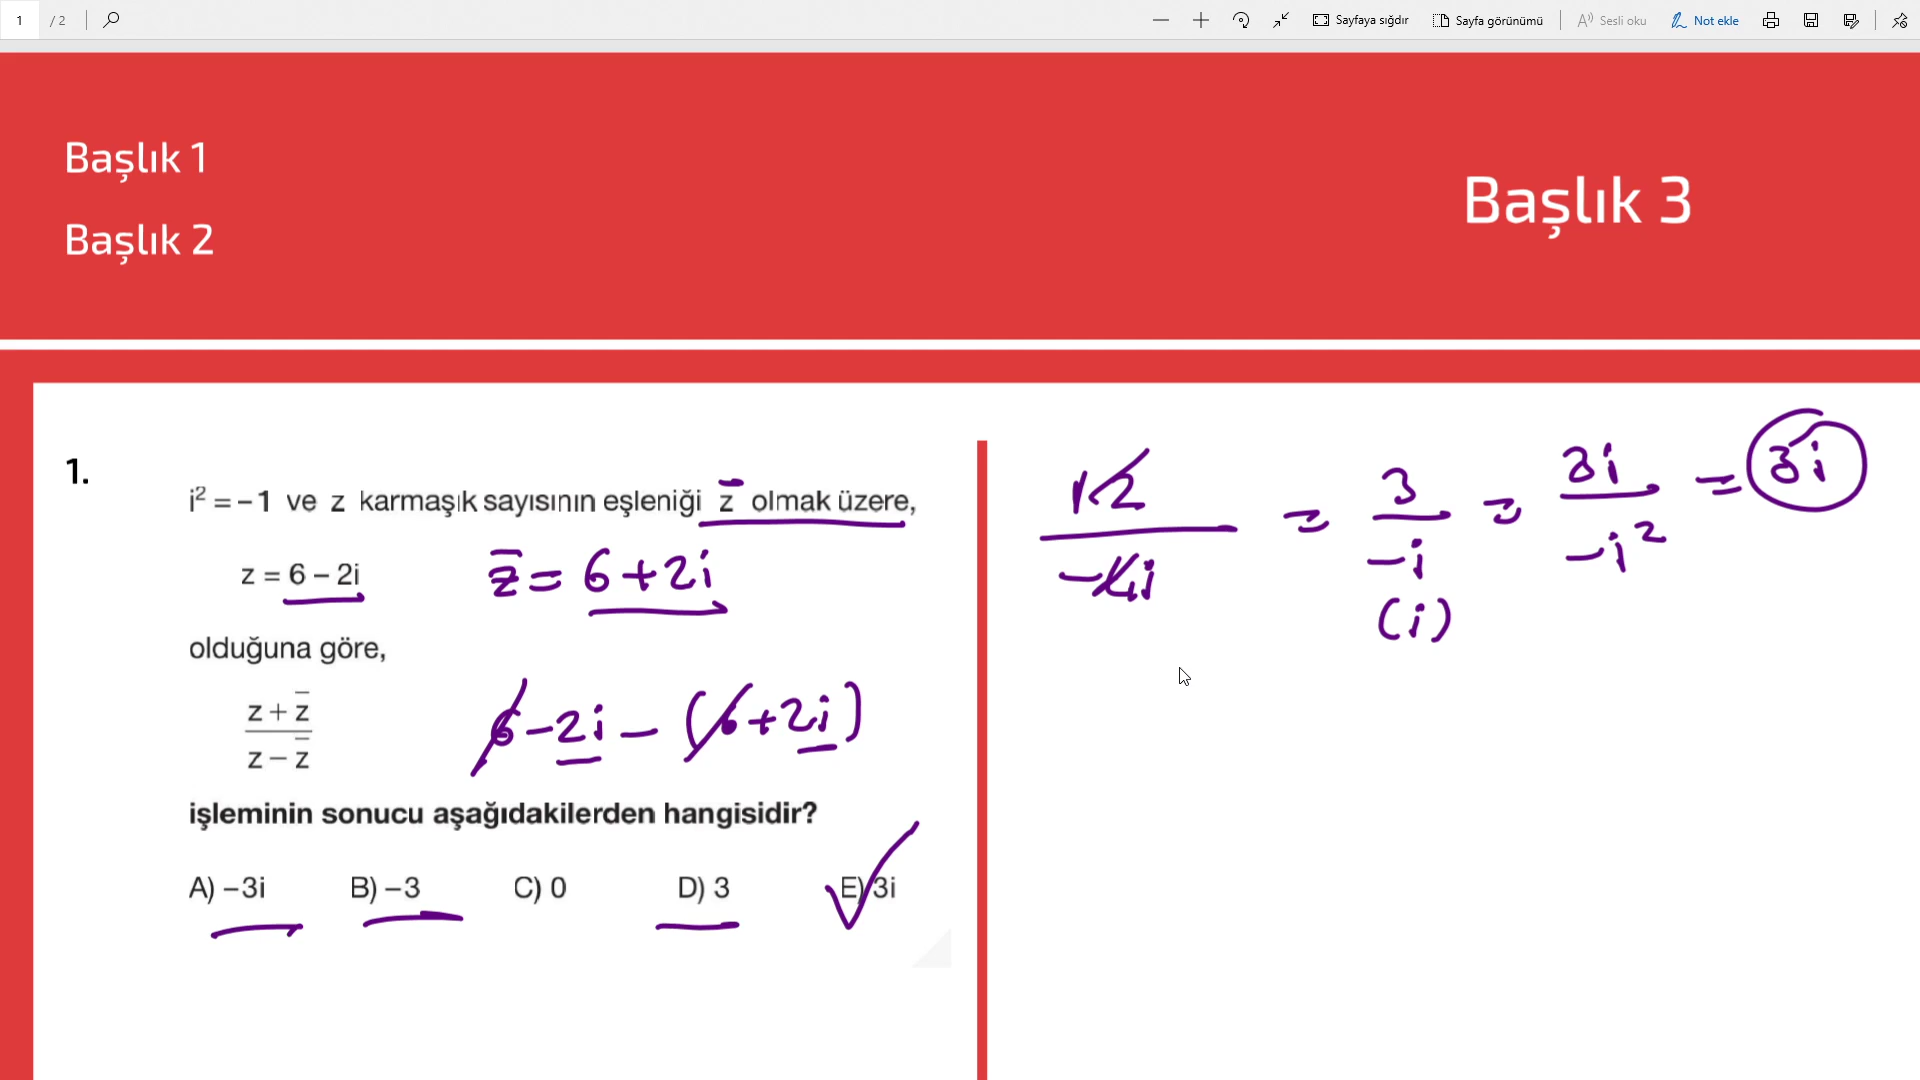 1 / 2 Sayfaya sığdır Sayfa görünümü Sesli oku Not ekle
Başlık 1
Başlık 2
Başlık 3
1.
i² = –1 ve z karmaşık sayısının eşleniği z̅ olmak üzere,
z = 6 – 2i
z̅ = 6 + 2i
olduğuna göre,
z + z̅
z – z̅
6 – 2i – (6 + 2i)
işleminin sonucu aşağıdakilerden hangisidir?
A) –3i B) –3 C) 0 D) 3 E) 3i
12/–4i = 3/–i = 3i/–i² = 3i
(i)